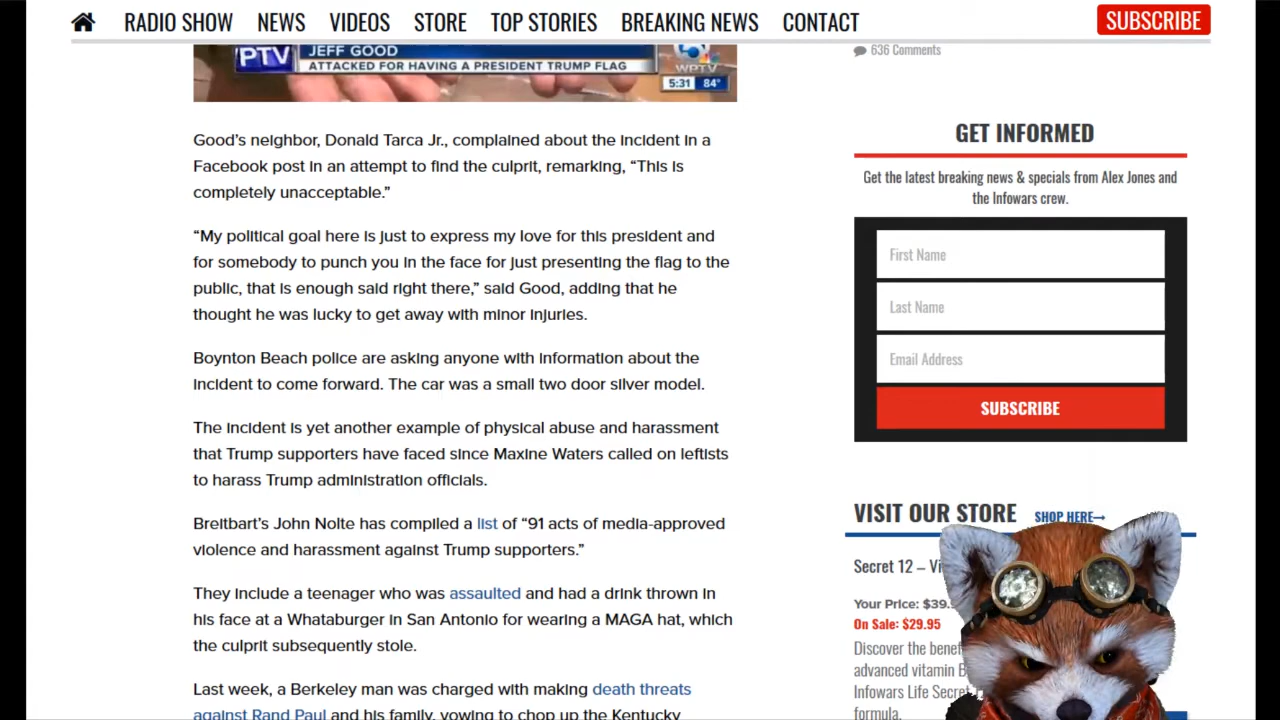 RADIO SHOW NEWS VIDEOS STORE TOP STORIES BREAKING NEWS CONTACT SUBSCRIBE
PTV JEFF GOOD
ATTACKED FOR HAVING A PRESIDENT TRUMP FLAG
5 WPTV
5:31 84°
Good's neighbor, Donald Tarca Jr., complained about the incident in a
Facebook post in an attempt to find the culprit, remarking, “This is
completely unacceptable.”
“My political goal here is just to express my love for this president and
for somebody to punch you in the face for just presenting the flag to the
public, that is enough said right there,” said Good, adding that he
thought he was lucky to get away with minor injuries.
Boynton Beach police are asking anyone with information about the
incident to come forward. The car was a small two door silver model.
The incident is yet another example of physical abuse and harassment
that Trump supporters have faced since Maxine Waters called on leftists
to harass Trump administration officials.
Breitbart's John Nolte has compiled a list of “91 acts of media-approved
violence and harassment against Trump supporters.”
They include a teenager who was assaulted and had a drink thrown in
his face at a Whataburger in San Antonio for wearing a MAGA hat, which
the culprit subsequently stole.
Last week, a Berkeley man was charged with making death threats
against Rand Paul and his family, vowing to chop up the Kentucky
636 Comments
GET INFORMED
Get the latest breaking news & specials from Alex Jones and
the Infowars crew.
First Name
Last Name
Email Address
SUBSCRIBE
VISIT OUR STORE SHOP HERE→
Secret 12 – Vi
Your Price: $39.
On Sale: $29.95
Discover the benef
advanced vitamin B
Infowars Life Secret
formula.